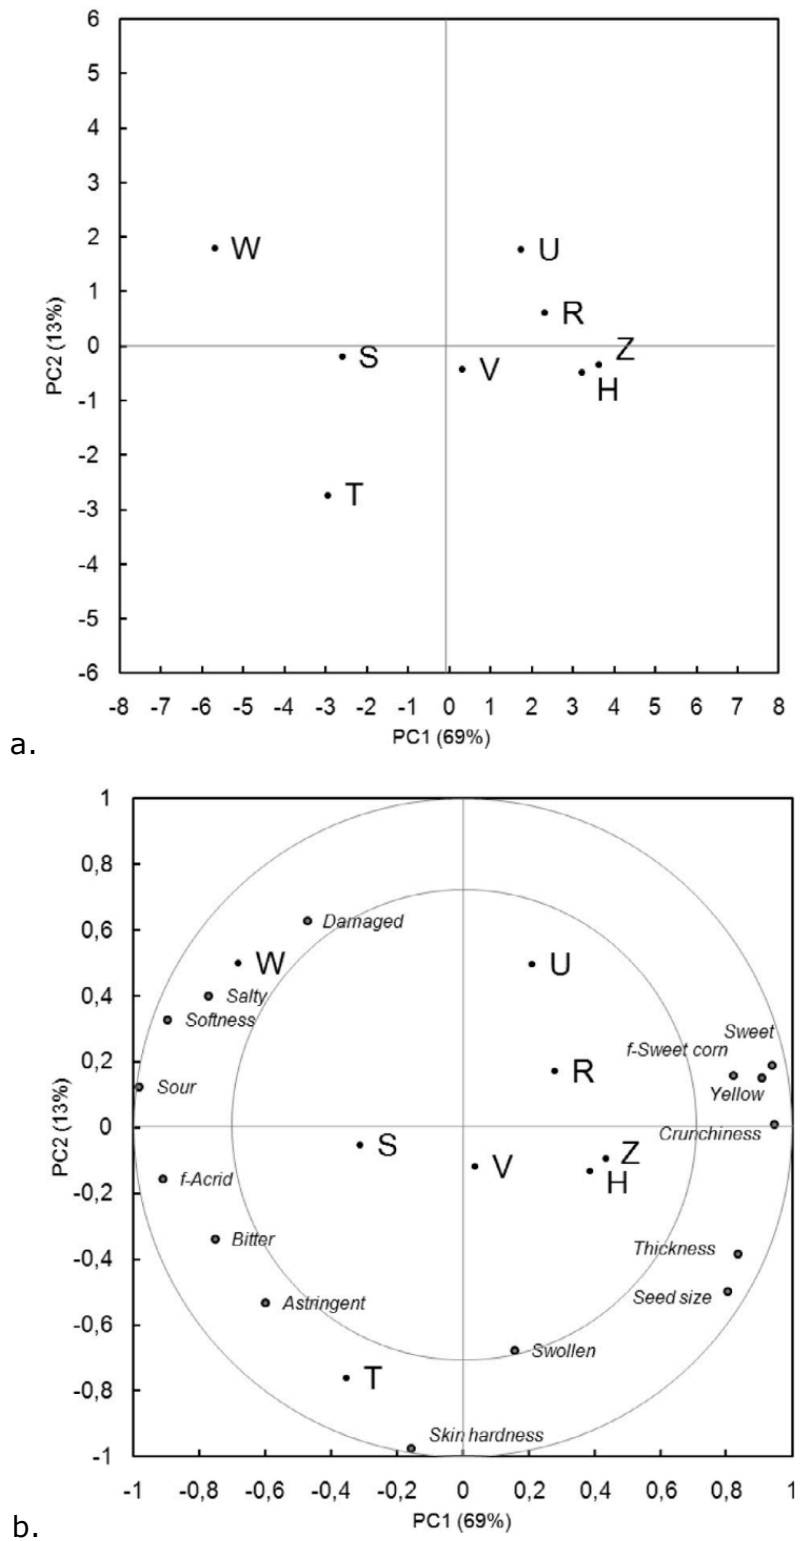 6
5
4
3
2
1
0
-1
-2
-3
-4
-5
-6
PC2 (13%)
W
U
R
Z
S
V
H
T
-8 -7 -6 -5 -4 -3 -2 -1 0 1 2 3 4 5 6 7 8
PC1 (69%)
a.
1
0,8
0,6
0,4
0,2
0
-0,2
-0,4
-0,6
-0,8
-1
PC2 (13%)
Damaged
W
U
Salty
Softness
Sweet
f-Sweet corn
R
Sour
Yellow
Crunchiness
S
Z
V
f-Acrid
H
Bitter
Thickness
Astringent
Seed size
Swollen
T
Skin hardness
-1 -0,8 -0,6 -0,4 -0,2 0 0,2 0,4 0,6 0,8 1
PC1 (69%)
b.